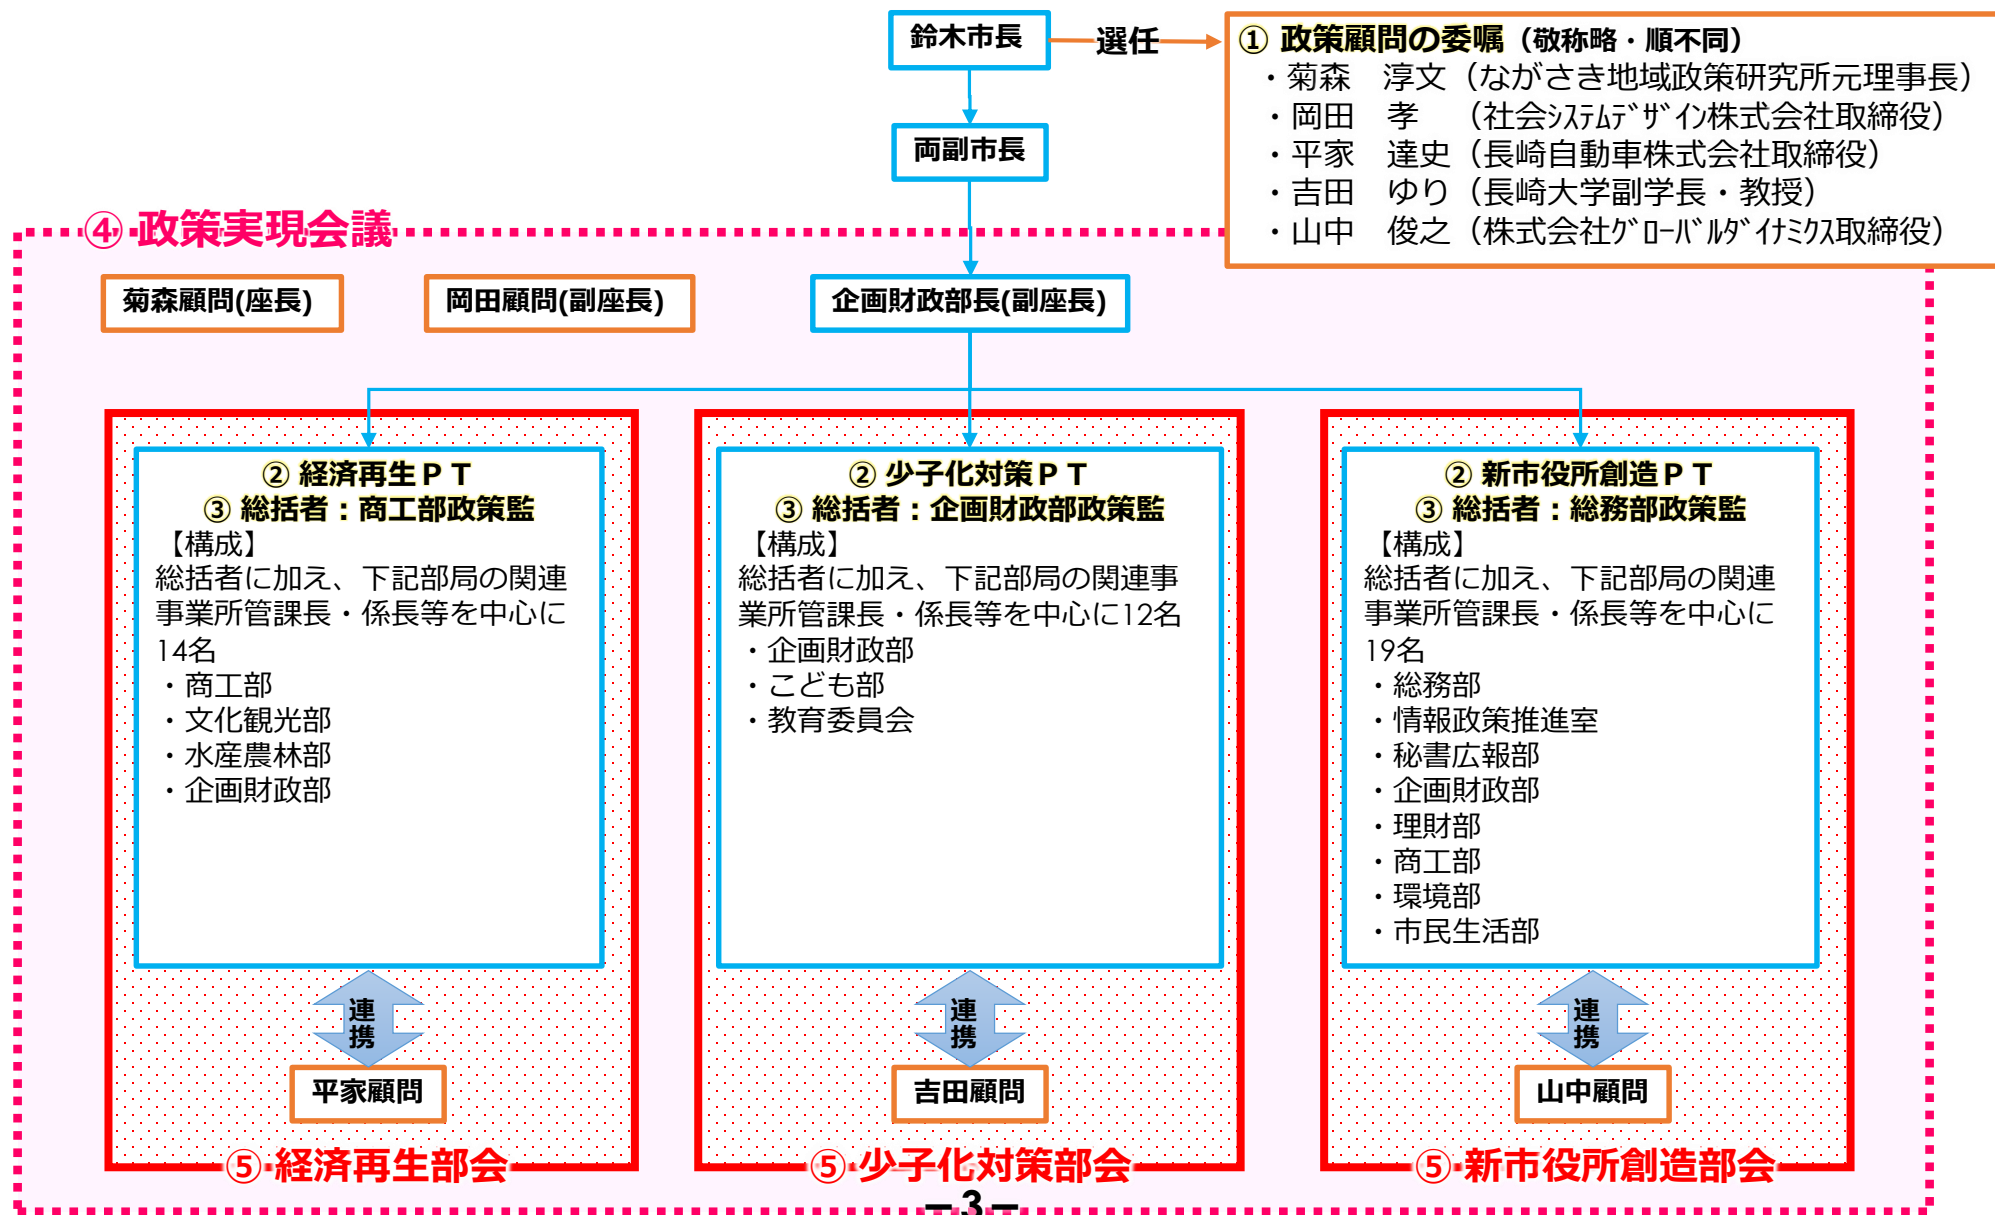 鈴木市長
選任
① 政策顧問の委嘱（敬称略・順不同）
・菊森　淳文（ながさき地域政策研究所元理事長）
・岡田　孝　（社会ｼｽﾃﾑﾃﾞｻﾞｲﾝ株式会社取締役）
・平家　達史（長崎自動車株式会社取締役）
・吉田　ゆり（長崎大学副学長・教授）
・山中　俊之（株式会社ｸﾞﾛｰﾊﾞﾙﾀﾞｲﾅﾐｸｽ取締役）
両副市長
④ 政策実現会議
菊森顧問(座長)
岡田顧問(副座長)
企画財政部長(副座長)
② 経済再生ＰＴ
③ 総括者：商工部政策監
【構成】
総括者に加え、下記部局の関連
事業所管課長・係長等を中心に
14名
・商工部
・文化観光部
・水産農林部
・企画財政部
連
携
平家顧問
⑤ 経済再生部会
② 少子化対策ＰＴ
③ 総括者：企画財政部政策監
【構成】
総括者に加え、下記部局の関連事
業所管課長・係長等を中心に12名
・企画財政部
・こども部
・教育委員会
連
携
吉田顧問
⑤ 少子化対策部会
② 新市役所創造ＰＴ
③ 総括者：総務部政策監
【構成】
総括者に加え、下記部局の関連
事業所管課長・係長等を中心に
19名
・総務部
・情報政策推進室
・秘書広報部
・企画財政部
・理財部
・商工部
・環境部
・市民生活部
連
携
山中顧問
⑤ 新市役所創造部会
－3－